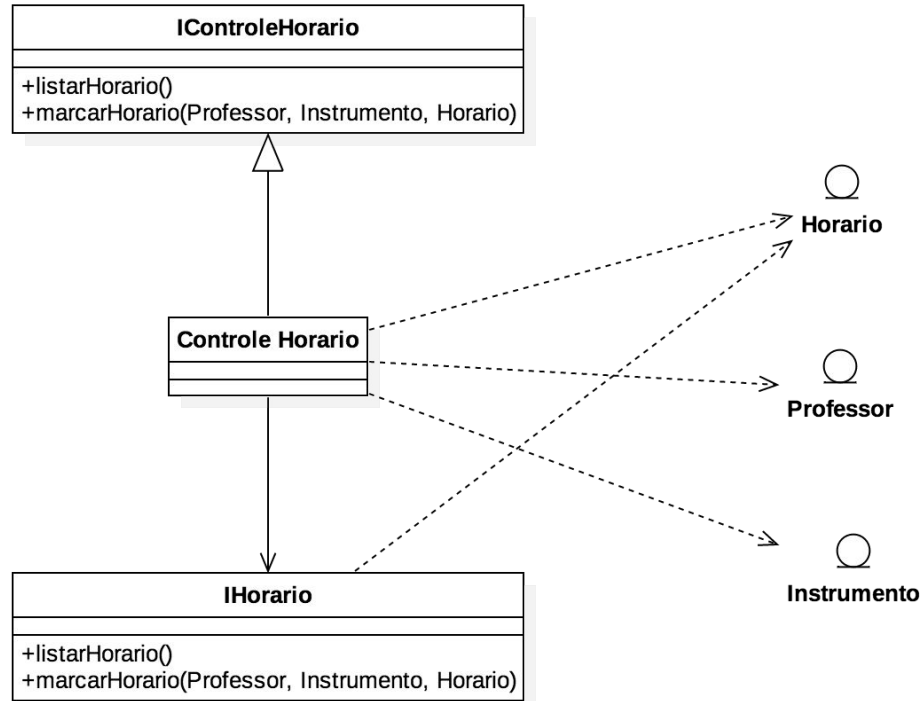 IControleHorario
+listarHorario()
+marcarHorario(Professor, Instrumento, Horario)
Horario
Controle Horario
Professor
Instrumento
IHorario
+listarHorario()
+marcarHorario(Professor, Instrumento, Horario)